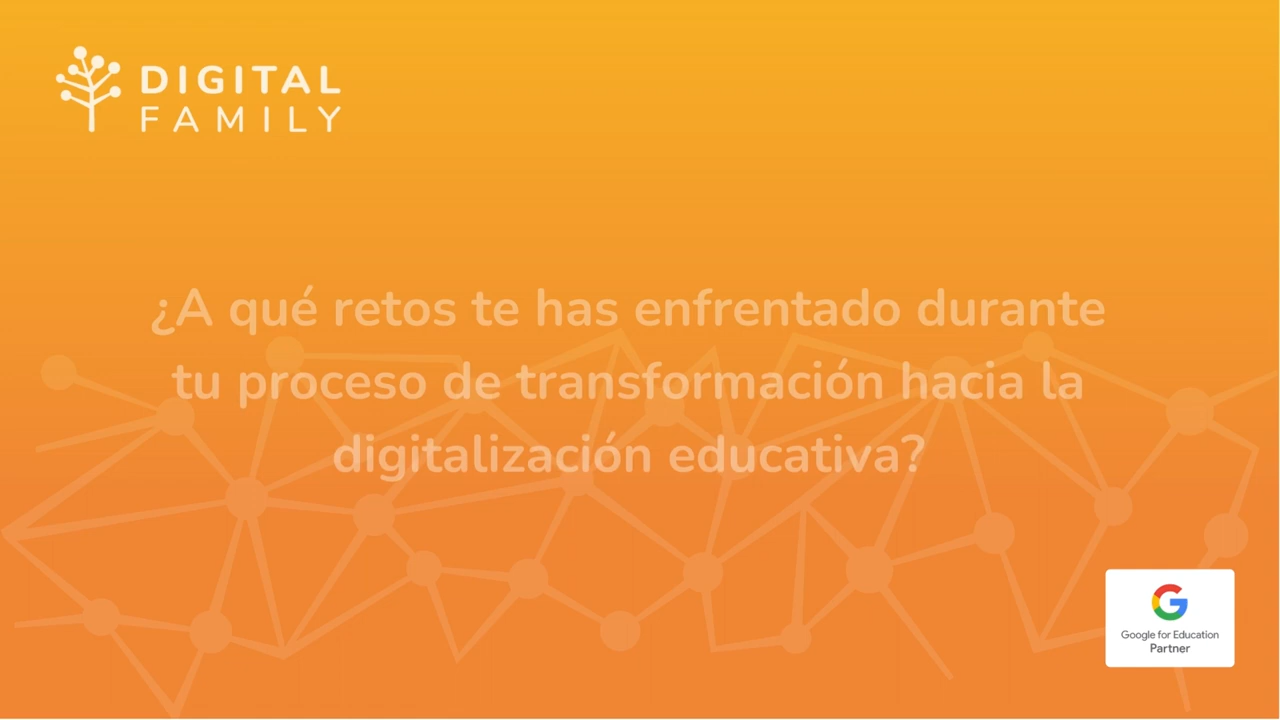 DIGITAL
FAMILY
¿A qué retos te has enfrentado durante
tu proceso de transformación hacia la
digitalización educativa?
Google for Education
Partner